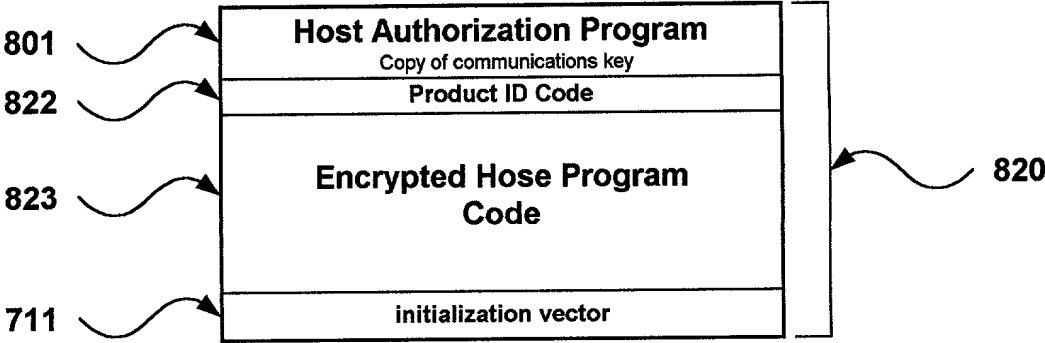 801
Host Authorization Program
Copy of communications key
822
Product ID Code
823
Encrypted Hose Program
Code
820
711
initialization vector